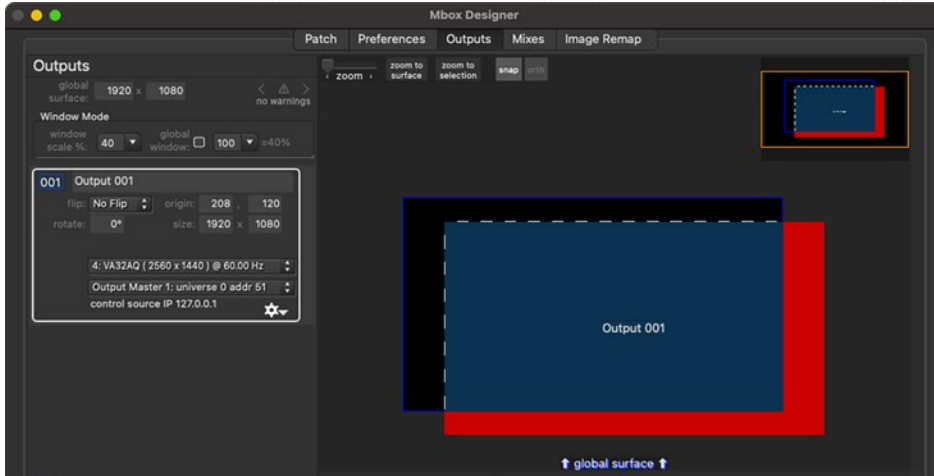 Mbox Designer
Patch Preferences Outputs Mixes Image Remap
Outputs
global surface: 1920 x 1080
< >
no warnings
Window Mode
window scale %: 40 global window: 100 =40%
001 Output 001
flip: No Flip origin: 208 , 120
rotate: 0° size: 1920 x 1080
4: VA32AQ ( 2560 x 1440 ) @ 60.00 Hz
Output Master 1: universe 0 addr 51
control source IP 127.0.0.1
zoom
zoom to surface
zoom to selection
snap orth
Output 001
global surface